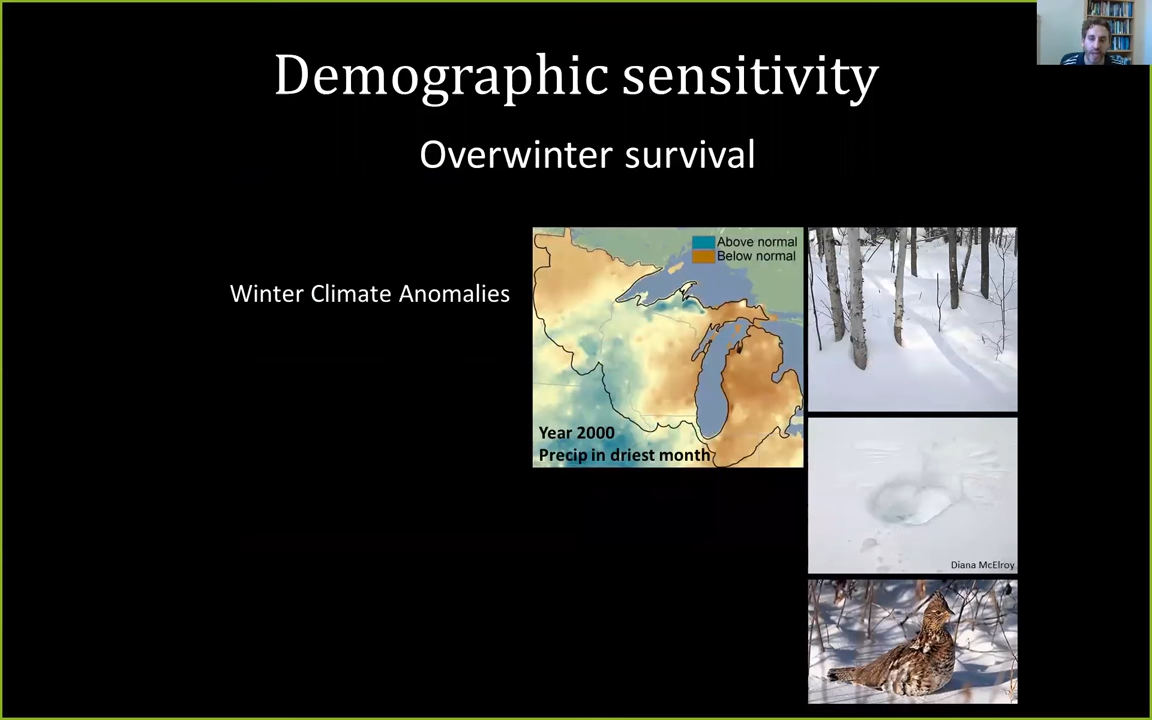 Demographic sensitivity
Overwinter survival
Winter Climate Anomalies
Above normal
Below normal
Year 2000
Precip in driest month
Diana McElroy